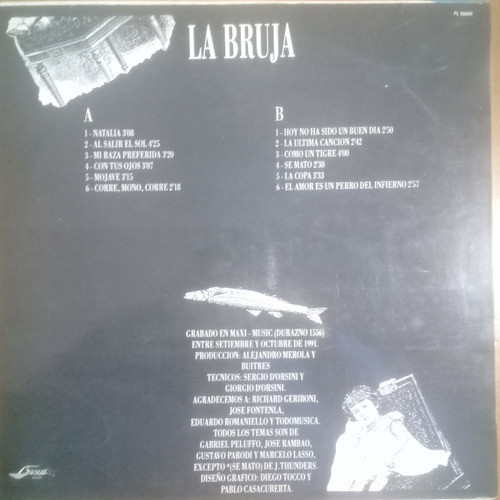 LA BRUJA
A
1 - NATALIA 3'08
2 - AL SALIR EL SOL 4'25
3 - MI RAZA PREFERIDA 3'20
4 - CON TUS OJOS 3'07
5 - MOJAVE 3'15
6 - CORRE, MONO, CORRE 2'18
B
1 - HOY NO HA SIDO UN BUEN DIA 2'50
2 - LA ULTIMA CANCION 2'42
3 - COMO UN TIGRE 4'00
4 - SE MATO 2'30
5 - LA COPA 3'33
6 - EL AMOR ES UN PERRO DEL INFIERNO 2'57
GRABADO EN MAXI - MUSIC (DURAZNO 1556)
ENTRE SETIEMBRE Y OCTUBRE DE 1991.
PRODUCCION: ALEJANDRO MEROLA Y
BUITRES
TECNICOS: SERGIO D'ORSINI Y
GIORGIO D'ORSINI.
AGRADECEMOS A: RICHARD GERIBONI,
JOSE FONTENLA,
EDUARDO ROMANIELLO Y TODOMUSICA.
TODOS LOS TEMAS SON DE
GABRIEL PELUFFO, JOSE RAMBAO,
GUSTAVO PARODI Y MARCELO LASSO,
EXCEPTO *(SE MATO) DE J.THUNDERS.
DISEÑO GRAFICO: DIEGO TOCCO Y
PABLO CASACUBERTA.